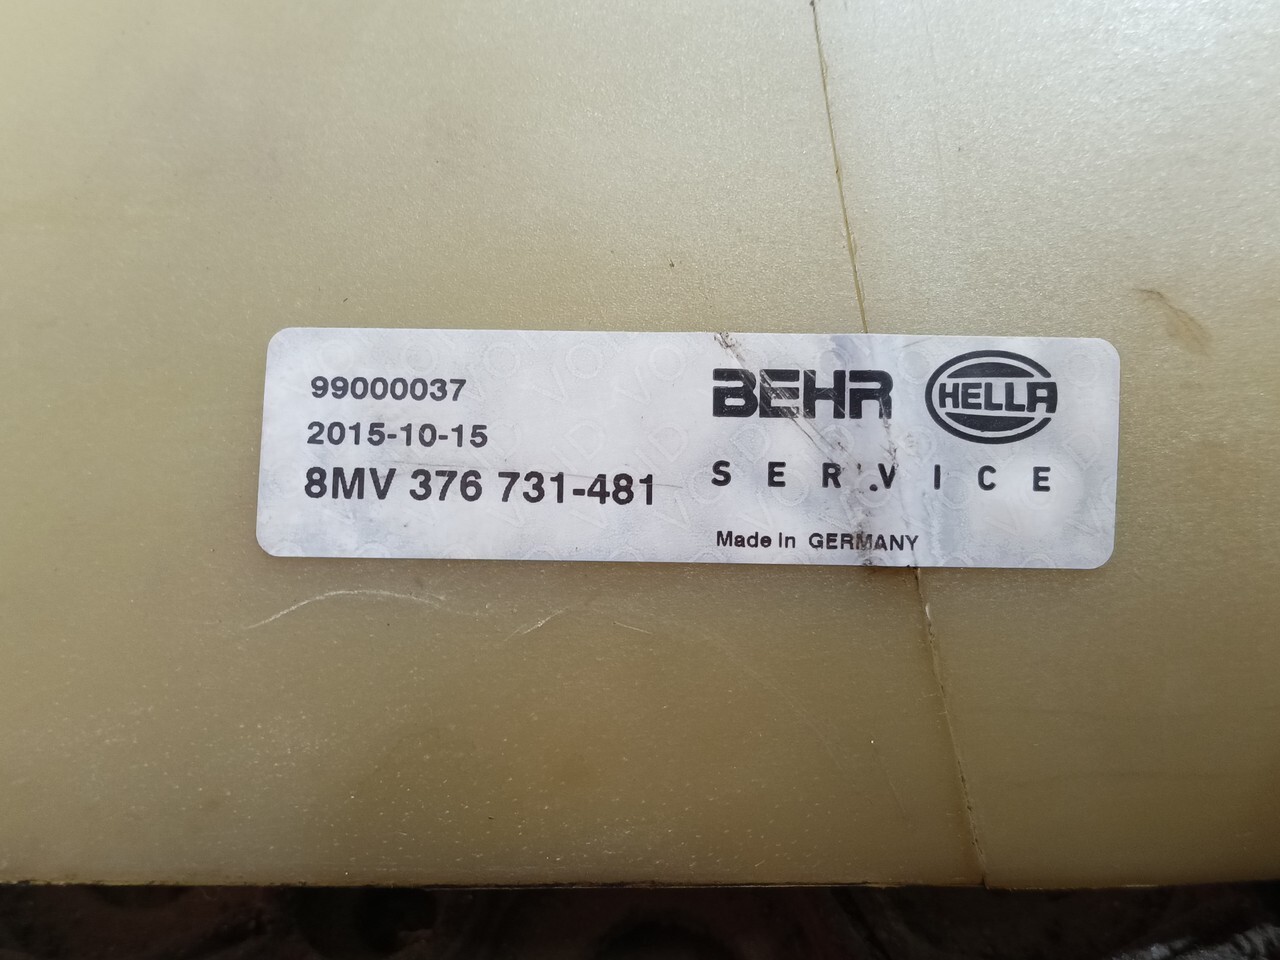 99000037
2015-10-15
8MV 376 731-481
BEHR HELLA
SERVICE
Made in GERMANY